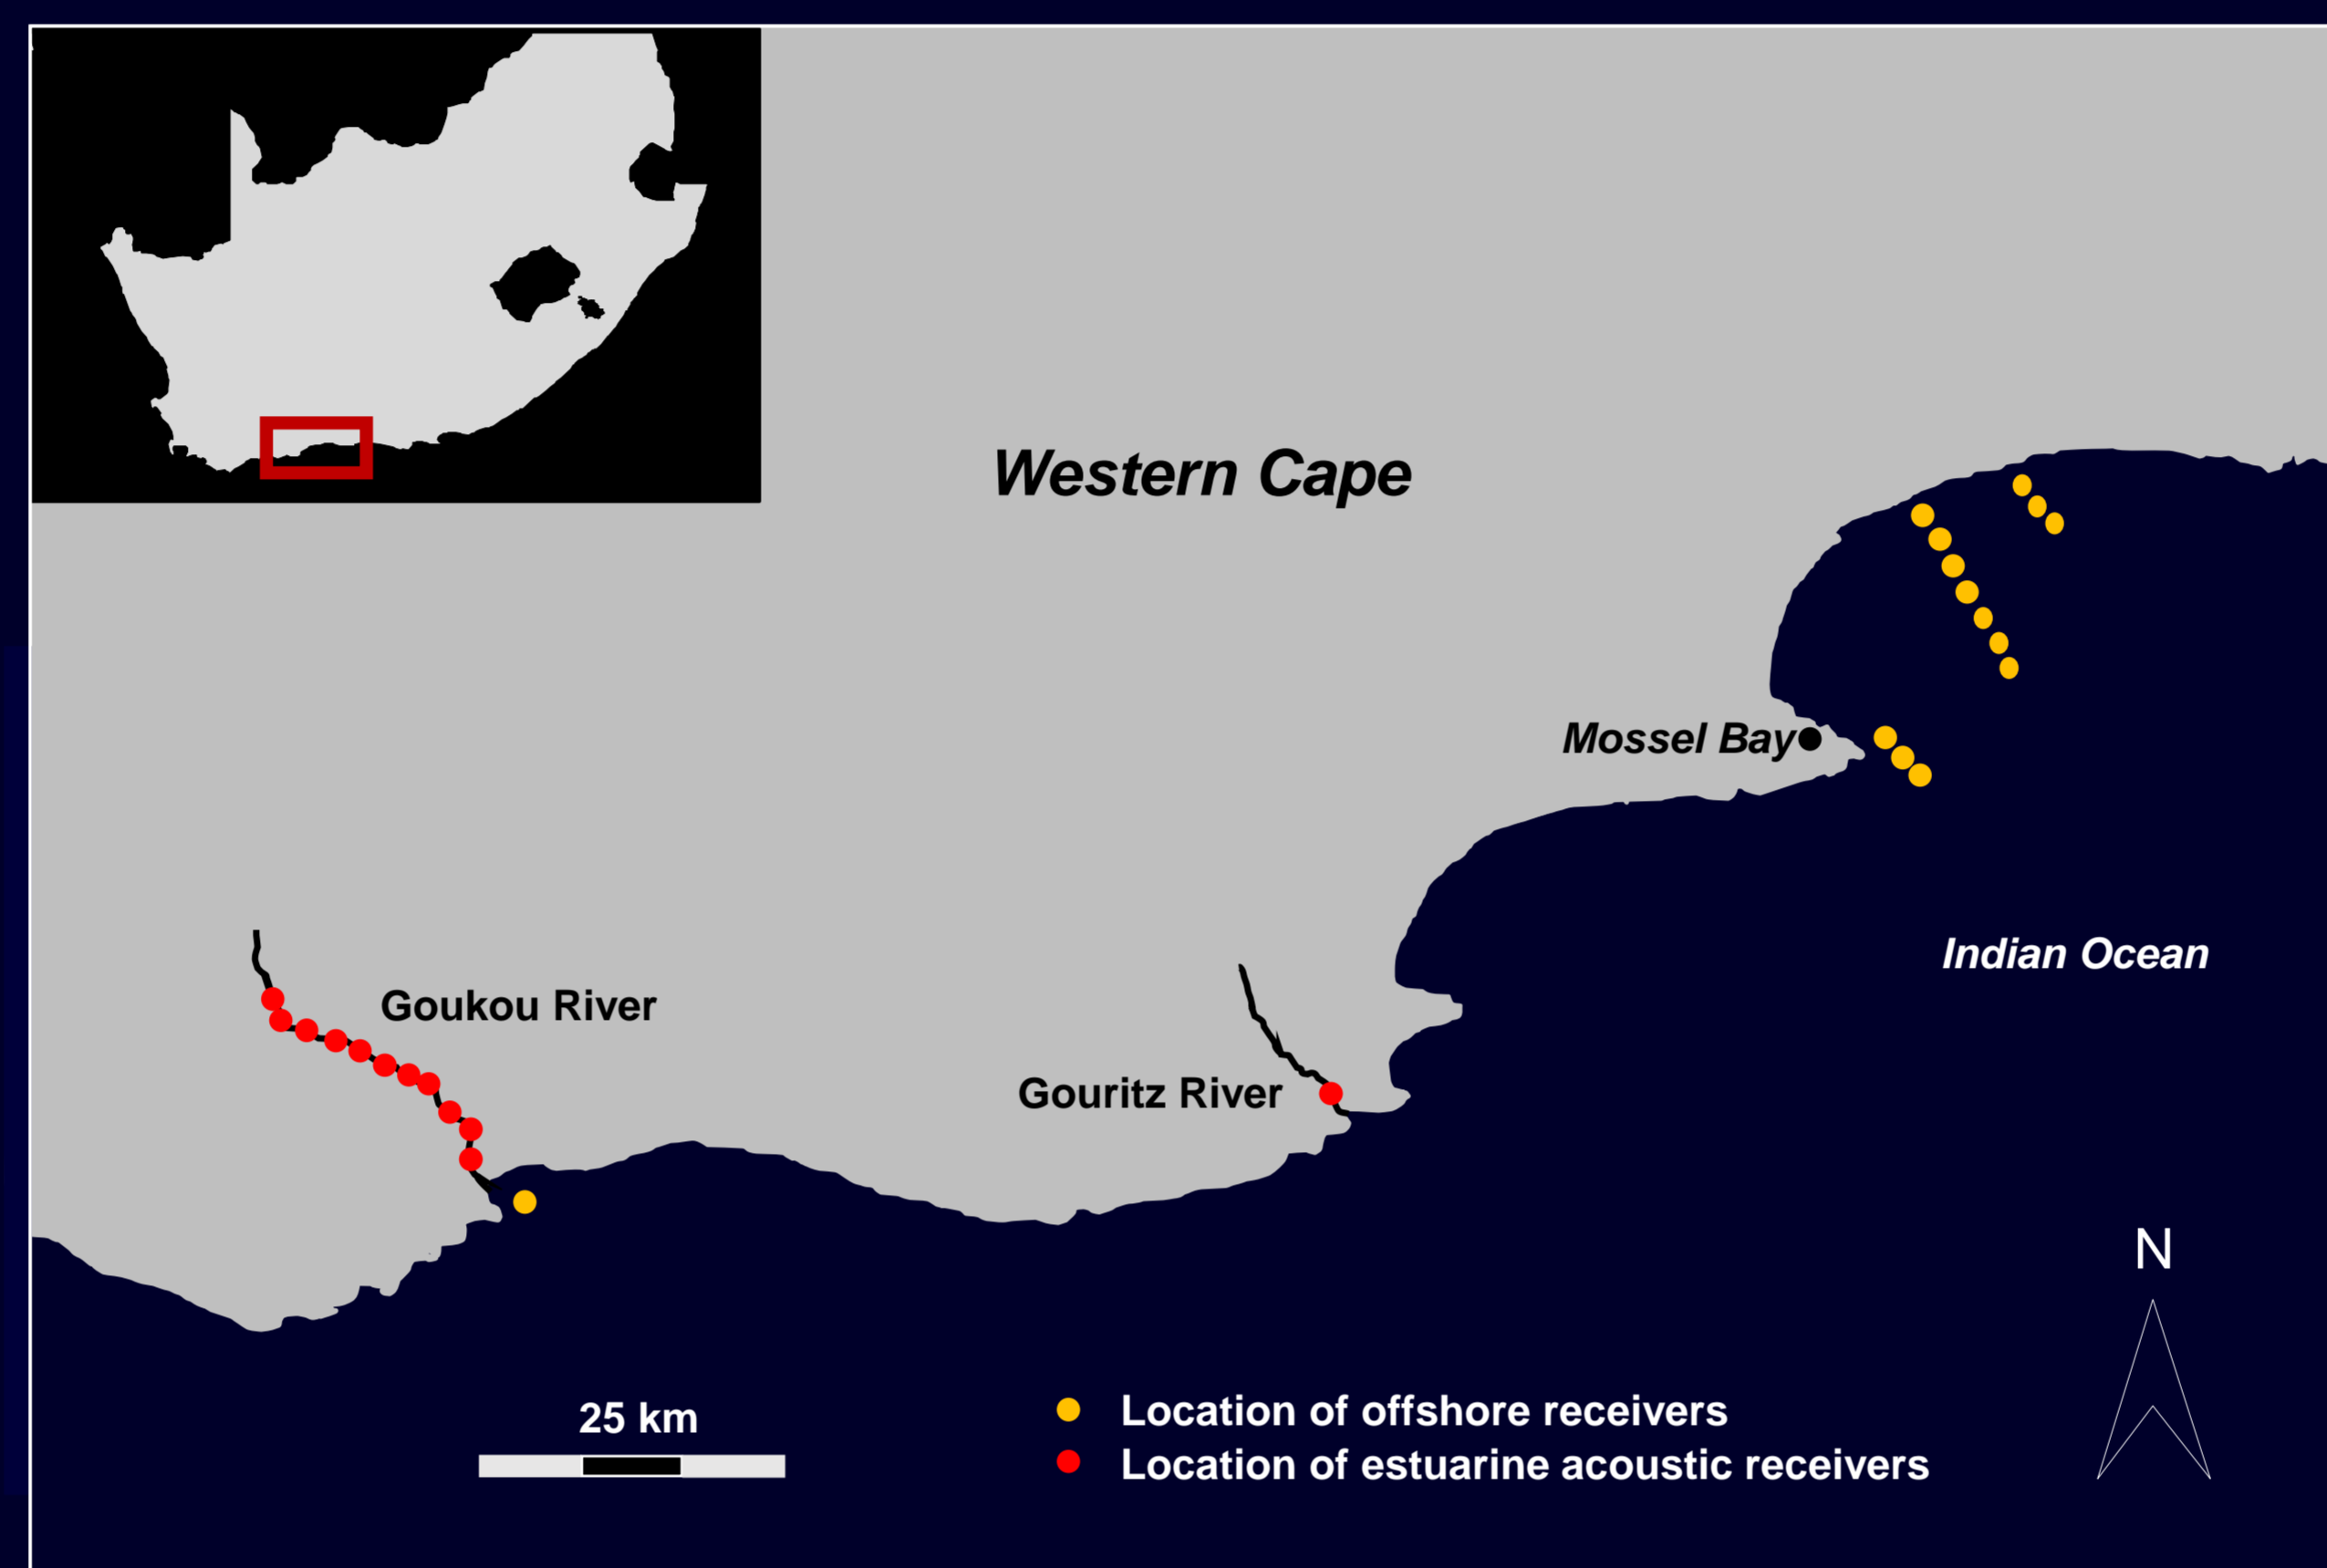 Western Cape
Mossel Bay
Indian Ocean
Goukou River
Gouritz River
N
25 km
Location of offshore receivers
Location of estuarine acoustic receivers